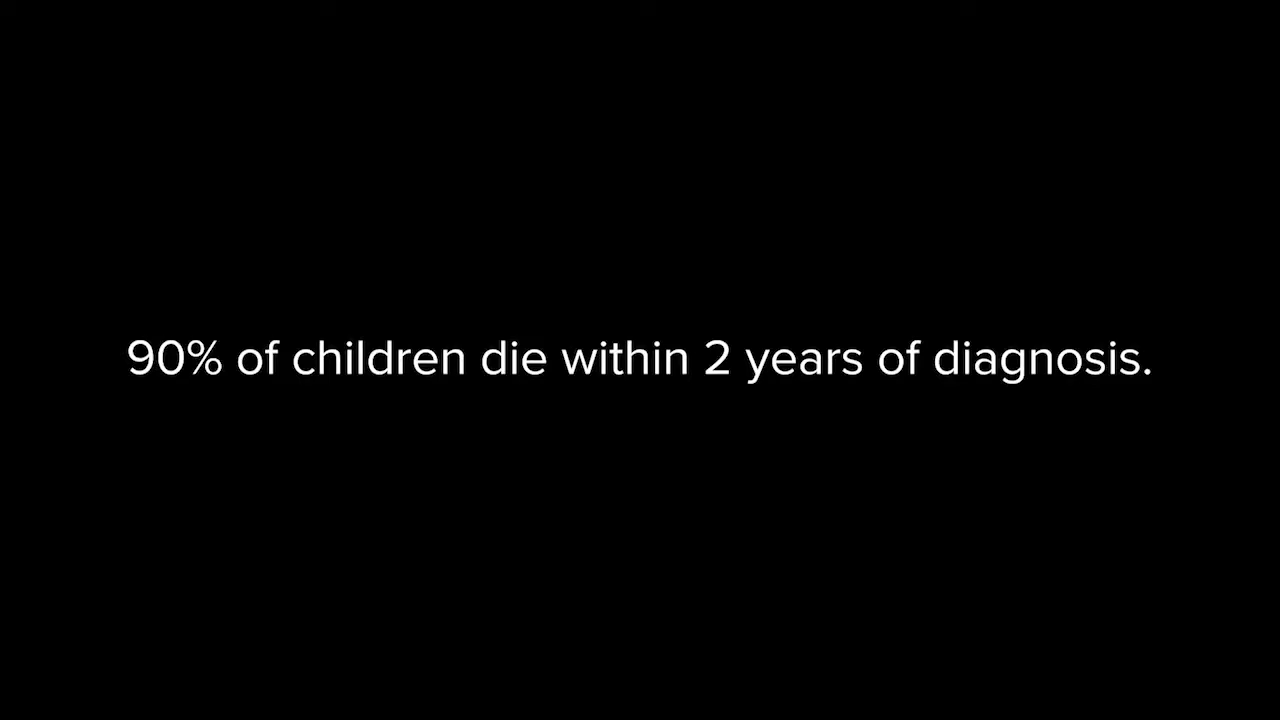 90% of children die within 2 years of diagnosis.